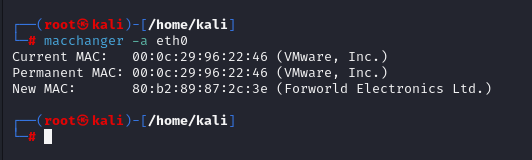 ┌──(root㉿kali)-[/home/kali]
└─# macchanger -a eth0
Current MAC:   00:0c:29:96:22:46 (VMware, Inc.)
Permanent MAC: 00:0c:29:96:22:46 (VMware, Inc.)
New MAC:       80:b2:89:87:2c:3e (Forworld Electronics Ltd.)
┌──(root㉿kali)-[/home/kali]
└─#